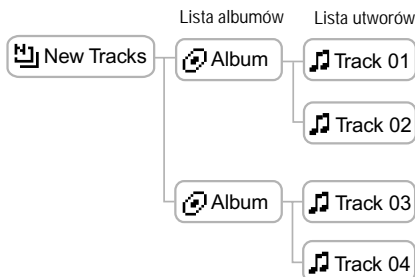 Lista albumów Lista utworów
New Tracks Album Track 01
Track 02
Album Track 03
Track 04